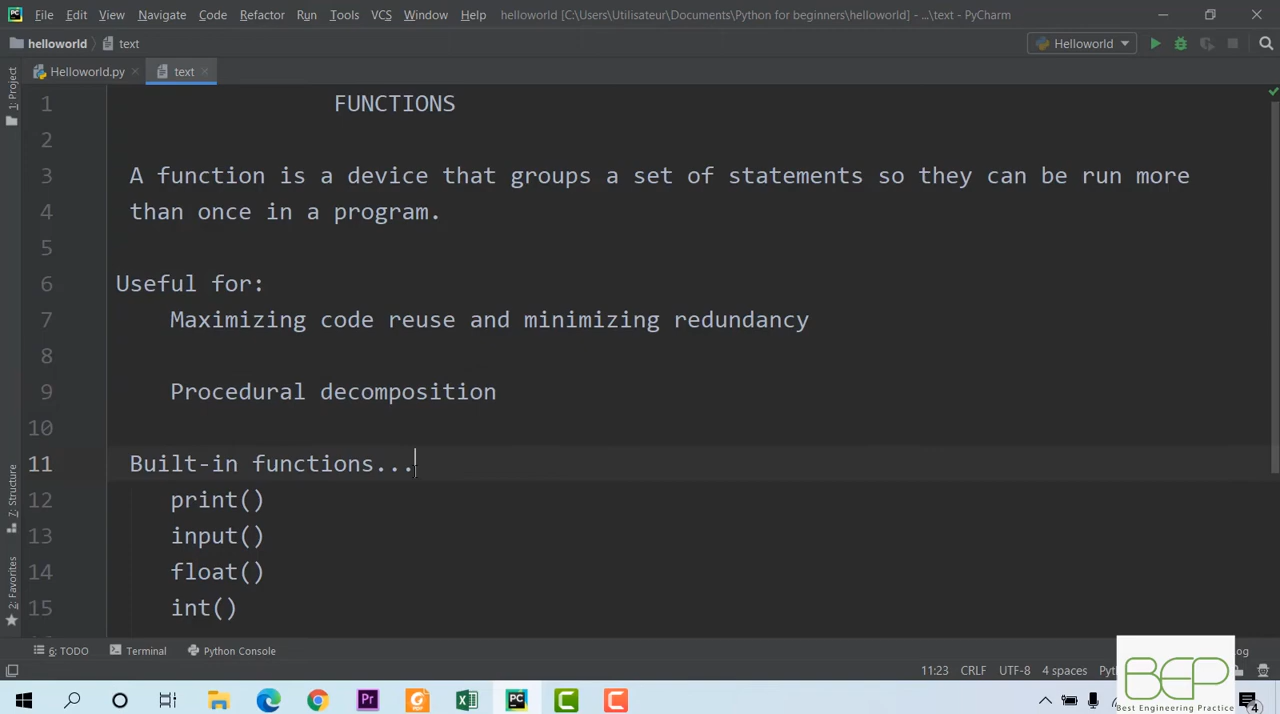 File Edit View Navigate Code Refactor Run Tools VCS Window Help helloworld [C:\Users\Utilisateur\Documents\Python for beginners\helloworld] - ...\text - PyCharm
helloworld text Helloworld
Helloworld.py text
1: Project
1 FUNCTIONS
2
3 A function is a device that groups a set of statements so they can be run more
4 than once in a program.
5
6 Useful for:
7 Maximizing code reuse and minimizing redundancy
8
9 Procedural decomposition
10
11 Built-in functions...
12 print()
13 input()
14 float()
15 int()
7: Structure
2: Favorites
6: TODO Terminal Python Console
11:23 CRLF UTF-8 4 spaces
BEP
Best Engineering Practice
4